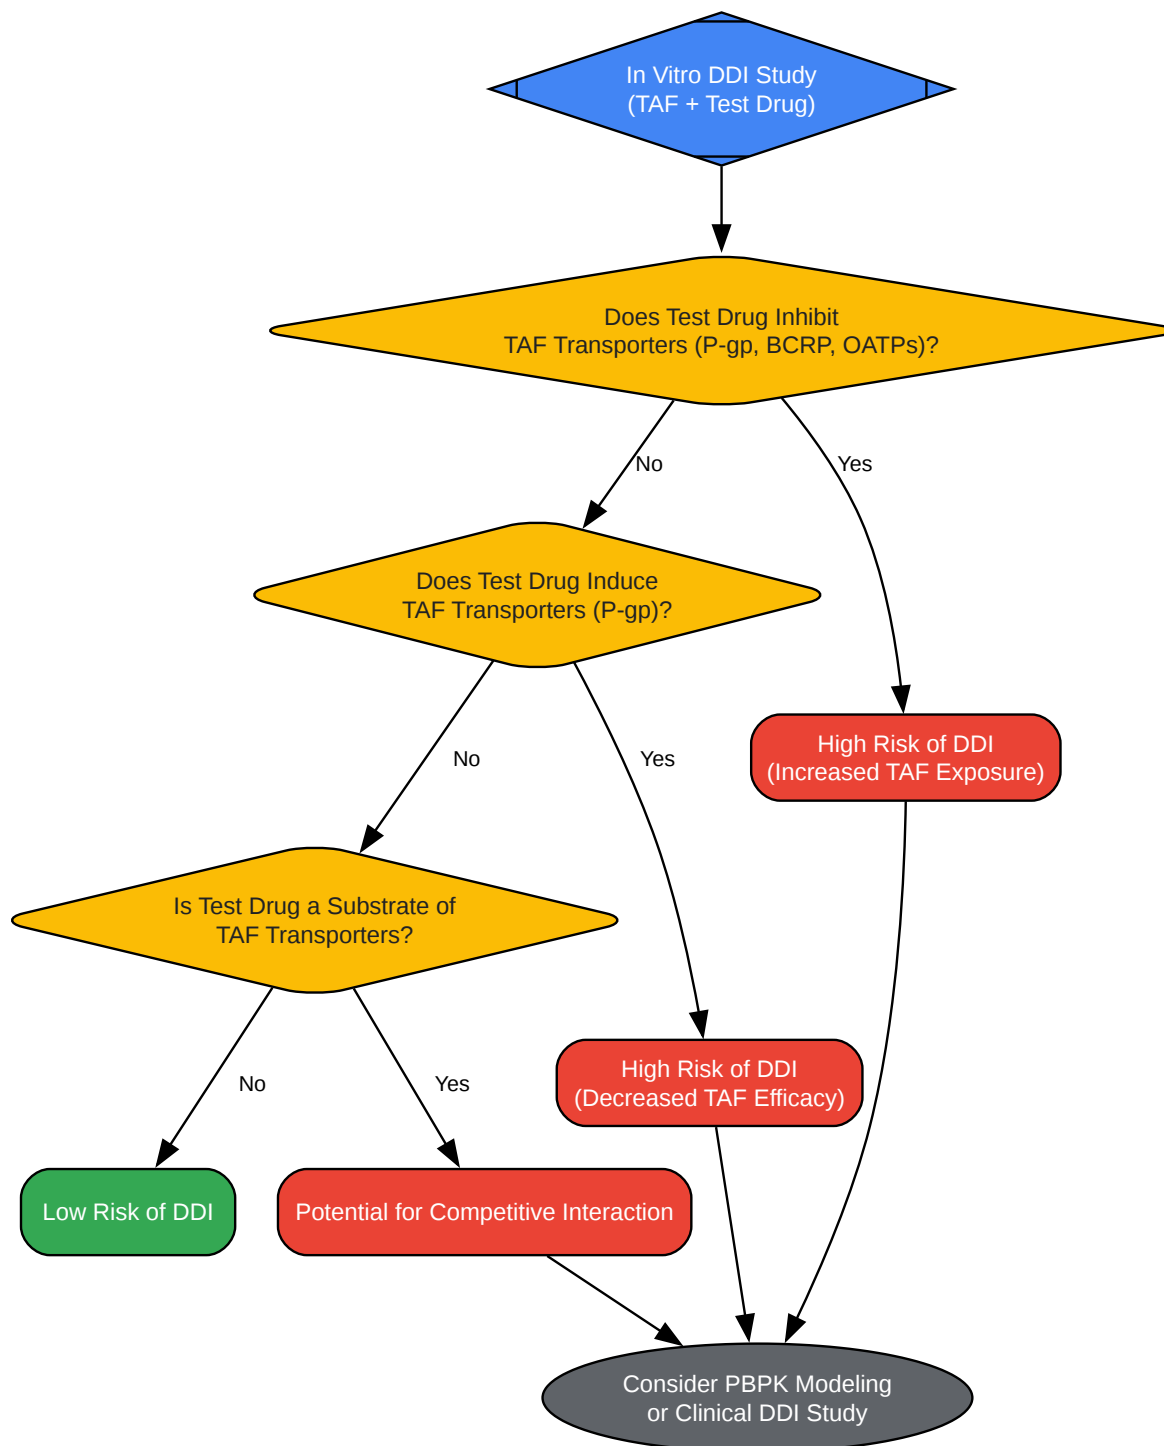 In Vitro DDI Study
(TAF + Test Drug)
Does Test Drug Inhibit
TAF Transporters (P-gp, BCRP, OATPs)?
No
Yes
Does Test Drug Induce
TAF Transporters (P-gp)?
No
Yes
High Risk of DDI
(Increased TAF Exposure)
Is Test Drug a Substrate of
TAF Transporters?
No
Yes
High Risk of DDI
(Decreased TAF Efficacy)
Low Risk of DDI
Potential for Competitive Interaction
Consider PBPK Modeling
or Clinical DDI Study